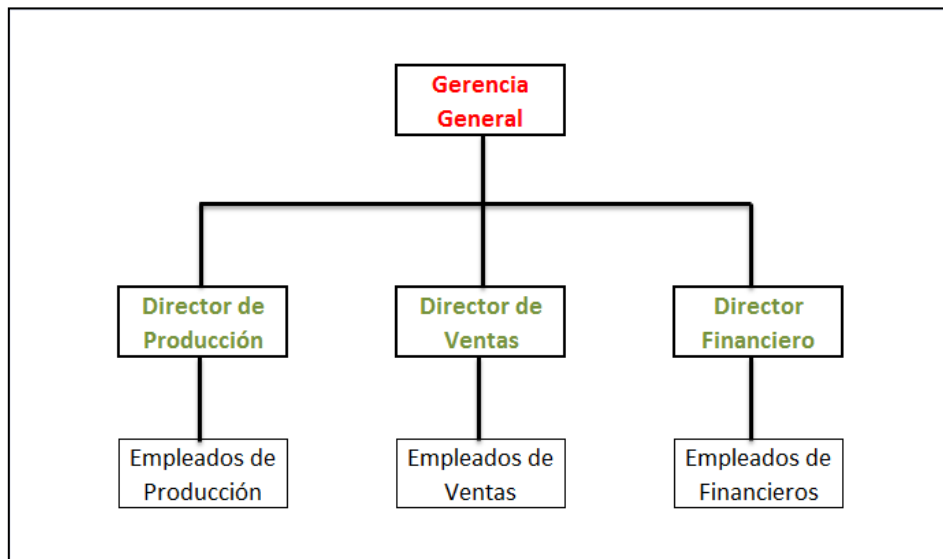 Gerencia
General
Director de
Producción
Director de
Ventas
Director
Financiero
Empleados de
Producción
Empleados de
Ventas
Empleados de
Financieros